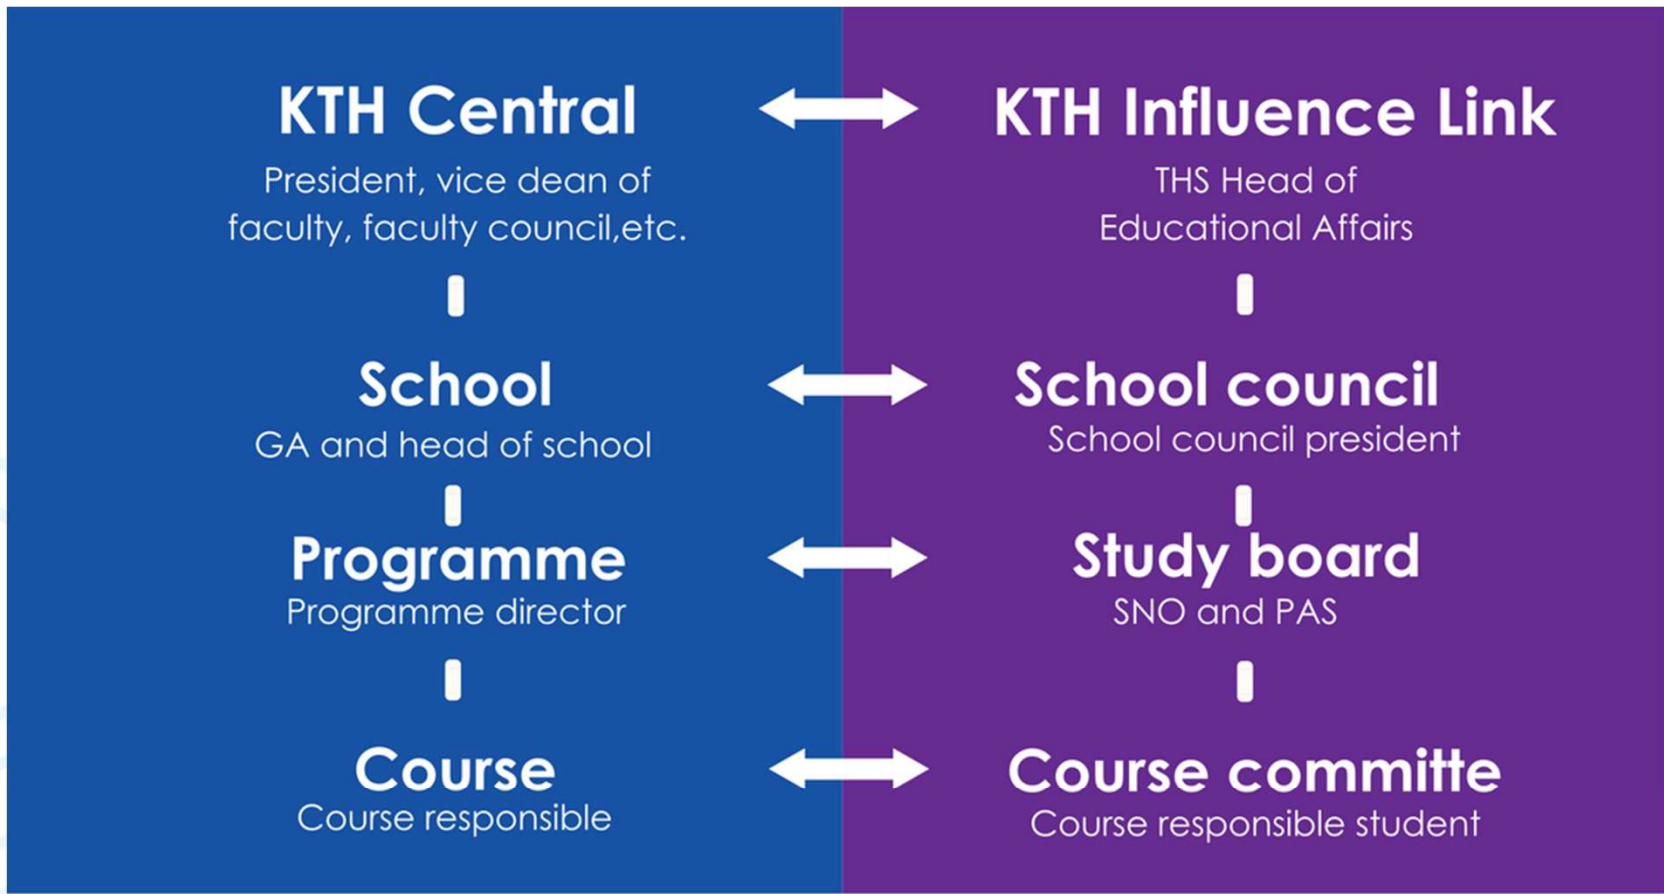 KTH Central
President, vice dean of
faculty, faculty council,etc.
School
GA and head of school
Programme
Programme director
Course
Course responsible
KTH Influence Link
THS Head of
Educational Affairs
School council
School council president
Study board
SNO and PAS
Course committe
Course responsible student